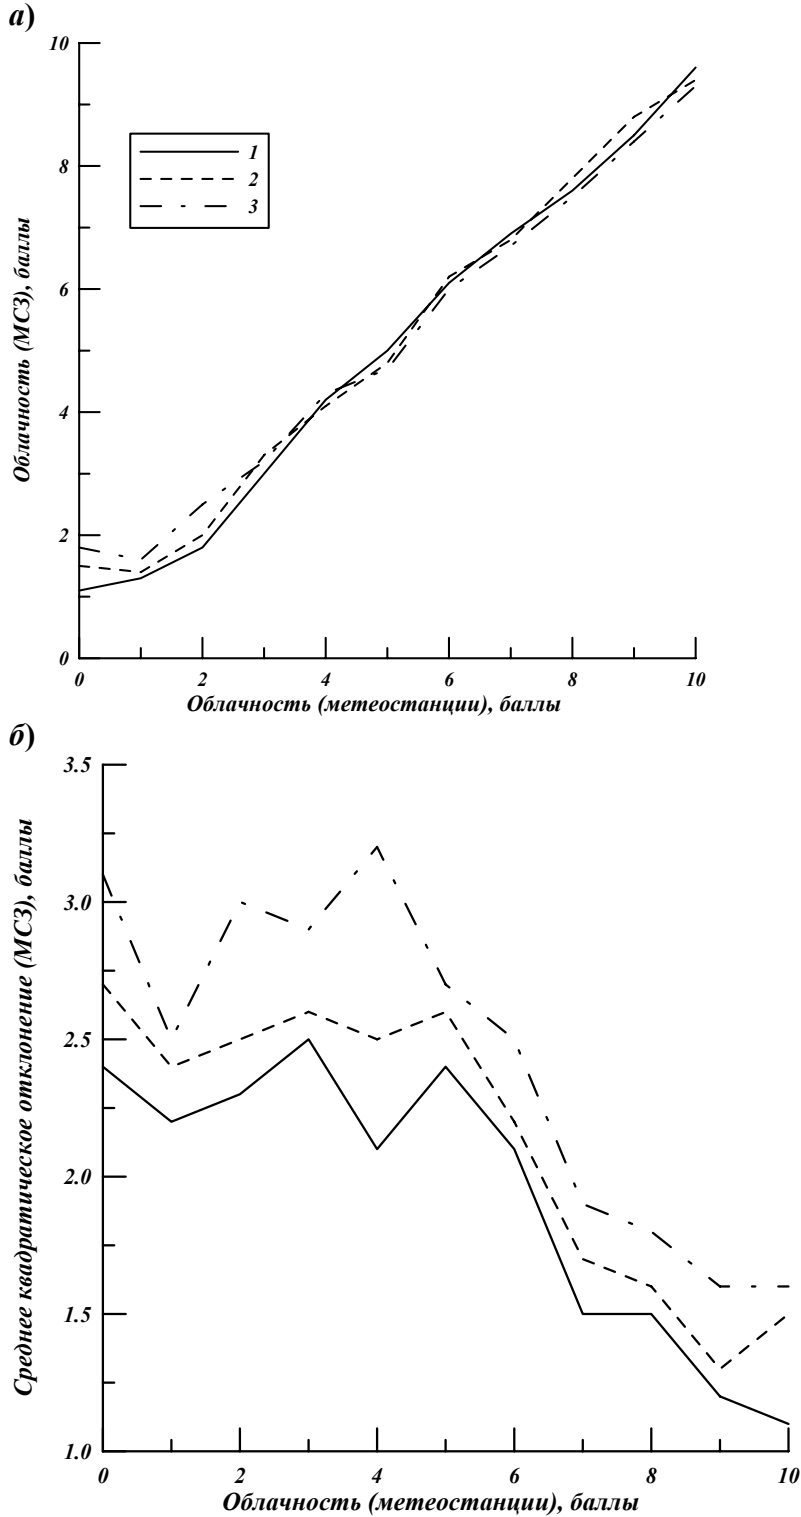 а)
10
8
6
4
2
0
Облачность (МСЗ), баллы
1
2
3
0 2 4 6 8 10
Облачность (метеостанции), баллы
б)
3.5
3.0
2.5
2.0
1.5
1.0
Среднее квадратическое отклонение (МСЗ), баллы
0 2 4 6 8 10
Облачность (метеостанции), баллы